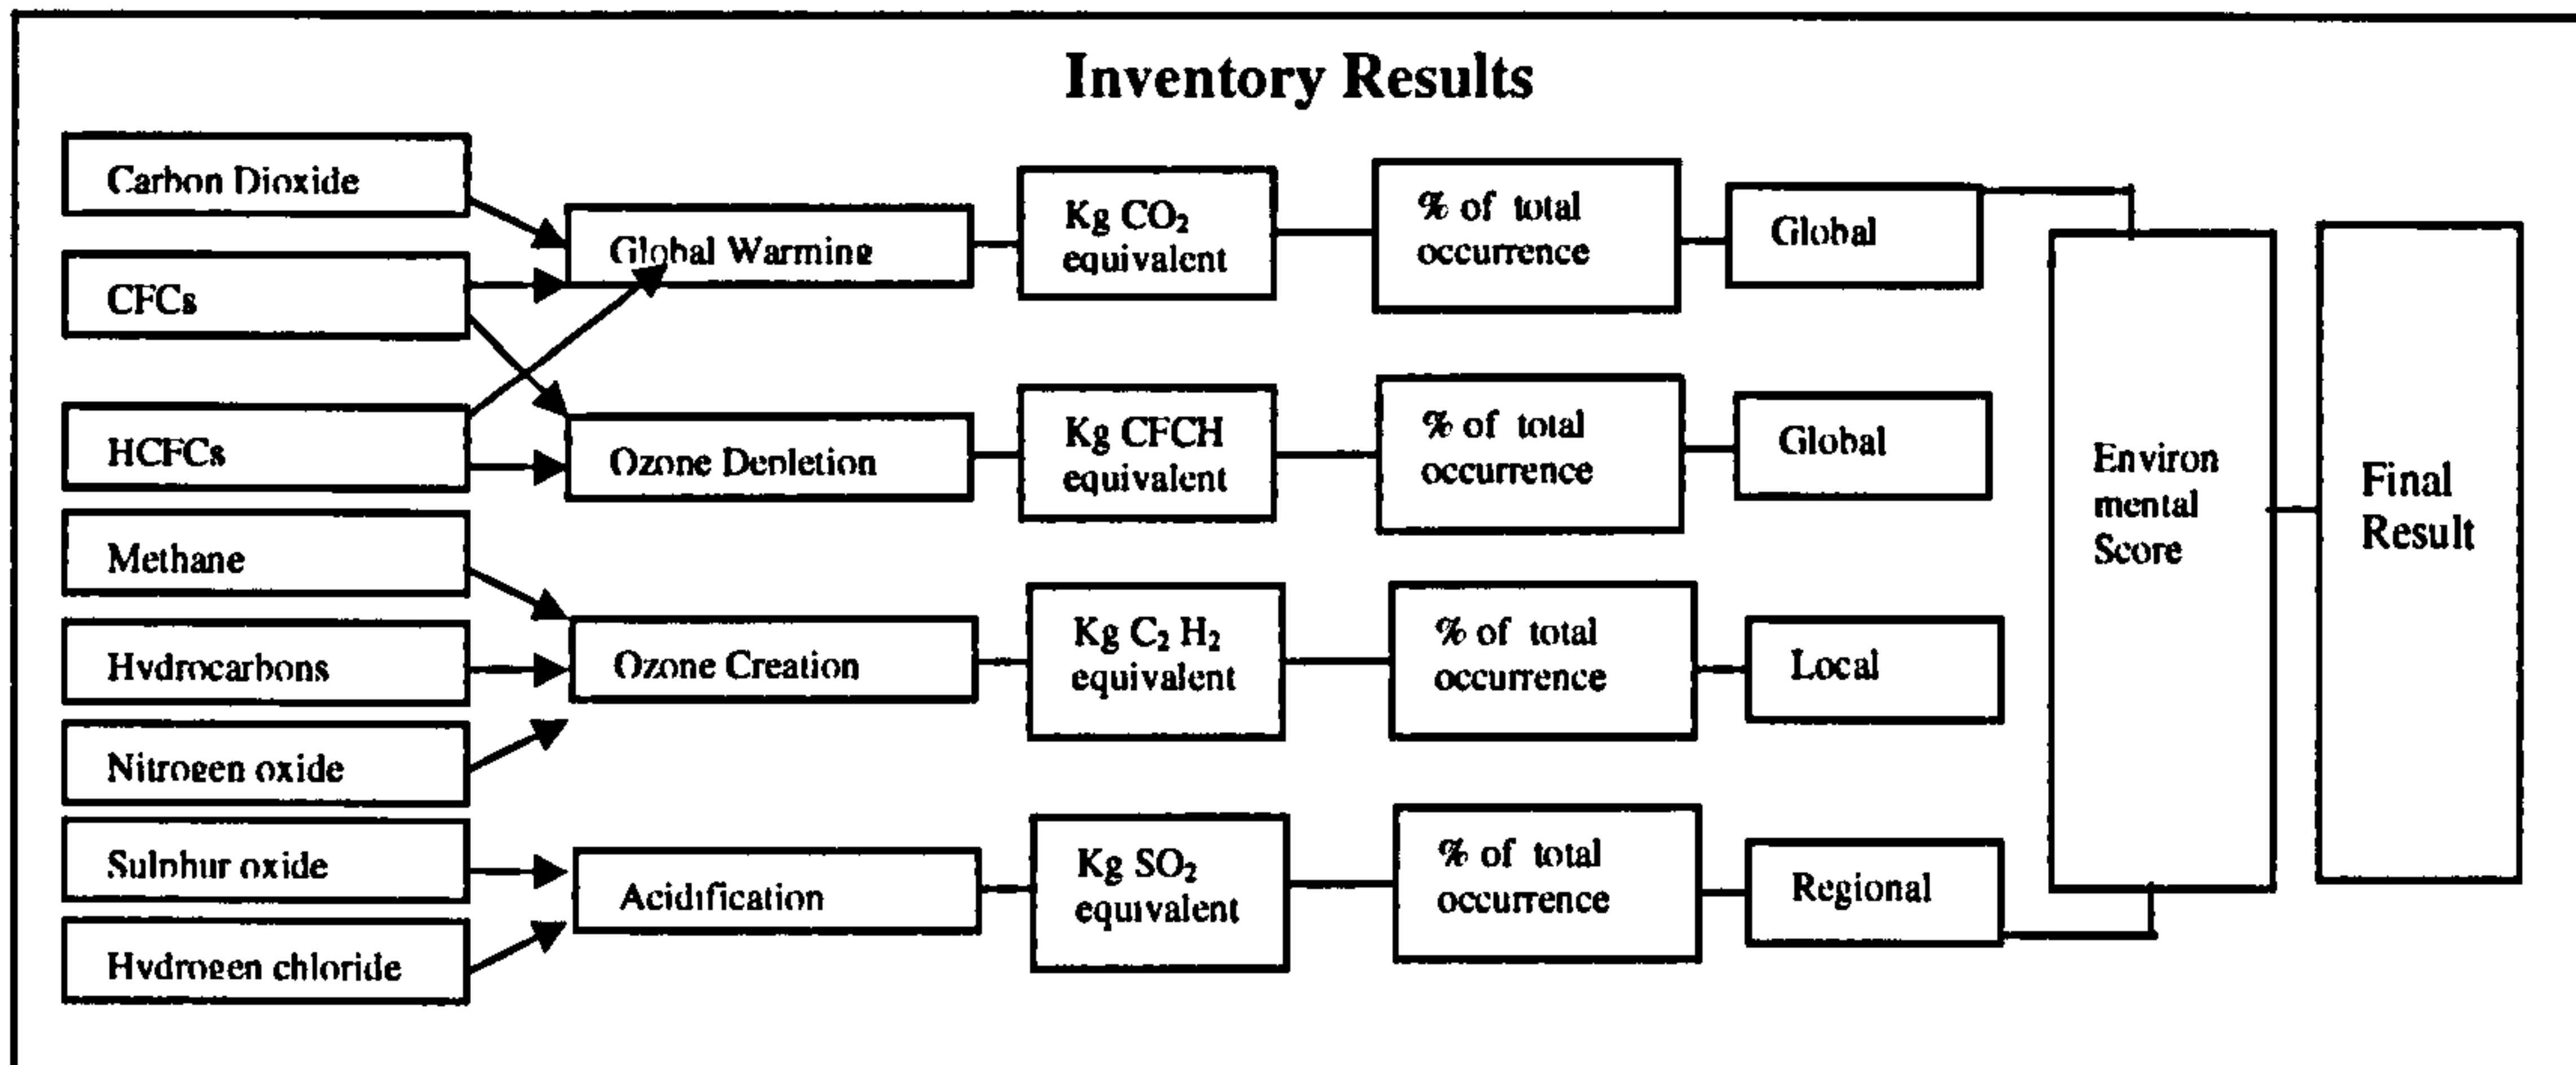 Inventory Results
Carbon Dioxide
CFCs
HCFCs
Methane
Hydrocarbons
Nitrogen oxide
Sulphur oxide
Hydrogen chloride
Global Warming
Ozone Depletion
Ozone Creation
Acidification
Kg CO₂
equivalent
Kg CFCH
equivalent
Kg C₂ H₂
equivalent
Kg SO₂
equivalent
% of total
occurrence
% of total
occurrence
% of total
occurrence
% of total
occurrence
Global
Global
Local
Regional
Environ
mental
Score
Final
Result